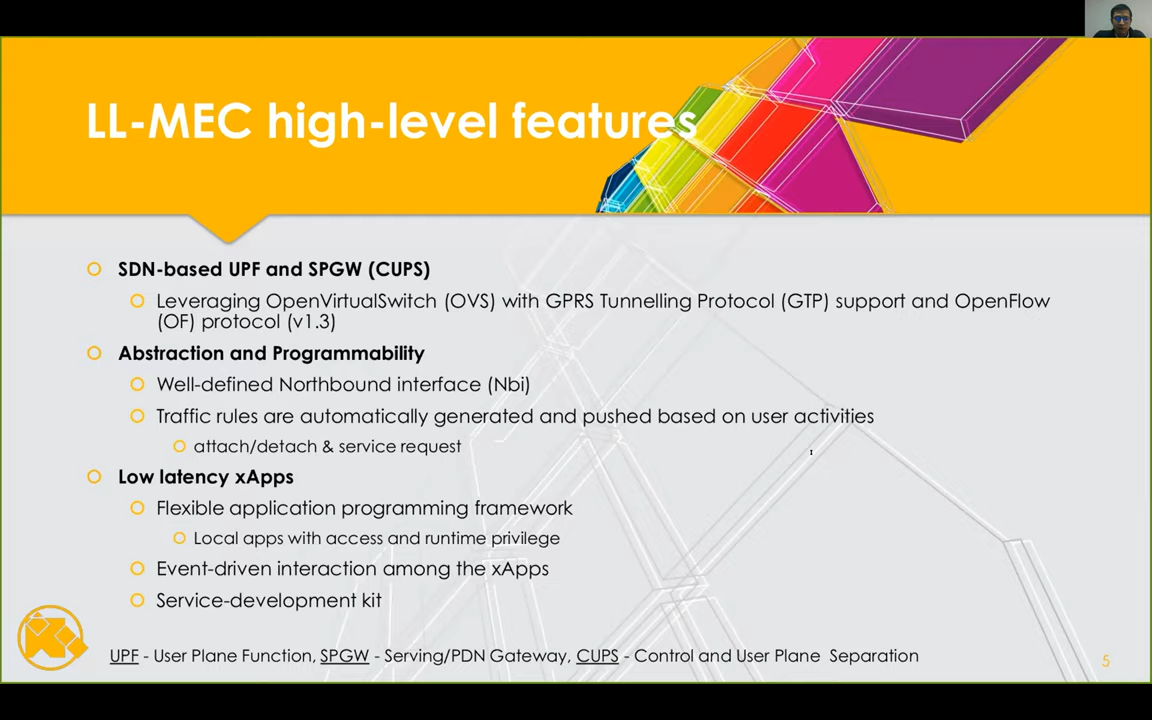 LL-MEC high-level features
SDN-based UPF and SPGW (CUPS)
Leveraging OpenVirtualSwitch (OVS) with GPRS Tunnelling Protocol (GTP) support and OpenFlow
(OF) protocol (v1.3)
Abstraction and Programmability
Well-defined Northbound interface (Nbi)
Traffic rules are automatically generated and pushed based on user activities
attach/detach & service request
Low latency xApps
Flexible application programming framework
Local apps with access and runtime privilege
Event-driven interaction among the xApps
Service-development kit
UPF - User Plane Function, SPGW - Serving/PDN Gateway, CUPS - Control and User Plane  Separation
5